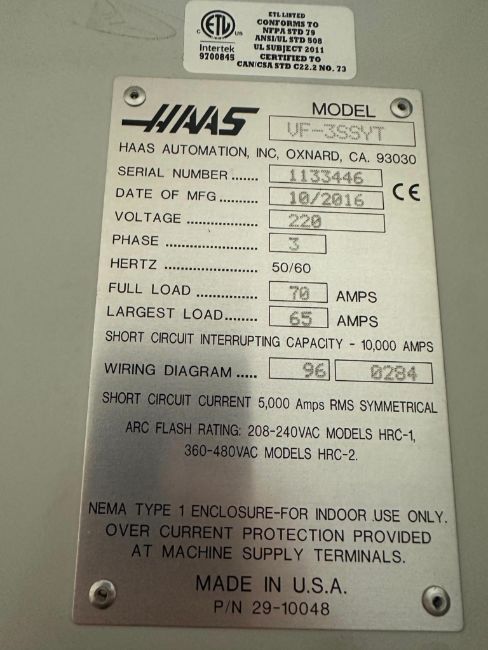 ETL LISTED
CONFORMS TO
NFPA STD 79
ANSI/UL STD 508
UL SUBJECT 2011
CERTIFIED TO
CAN/CSA STD C22.2 NO. 73
C ETL US
Intertek
9700845
HAAS
MODEL
VF-3SSYT
HAAS AUTOMATION, INC, OXNARD, CA. 93030
SERIAL NUMBER ....... 1133446
DATE OF MFG.......... 10/2016 CE
VOLTAGE ................. 220
PHASE ..................... 3
HERTZ ..................... 50/60
FULL LOAD .............. 70 AMPS
LARGEST LOAD........ 65 AMPS
SHORT CIRCUIT INTERRUPTING CAPACITY - 10,000 AMPS
WIRING DIAGRAM ..... 96 0284
SHORT CIRCUIT CURRENT 5,000 Amps RMS SYMMETRICAL
ARC FLASH RATING: 208-240VAC MODELS HRC-1,
360-480VAC MODELS HRC-2.
NEMA TYPE 1 ENCLOSURE-FOR INDOOR USE ONLY.
OVER CURRENT PROTECTION PROVIDED
AT MACHINE SUPPLY TERMINALS.
MADE IN U.S.A.
P/N 29-10048